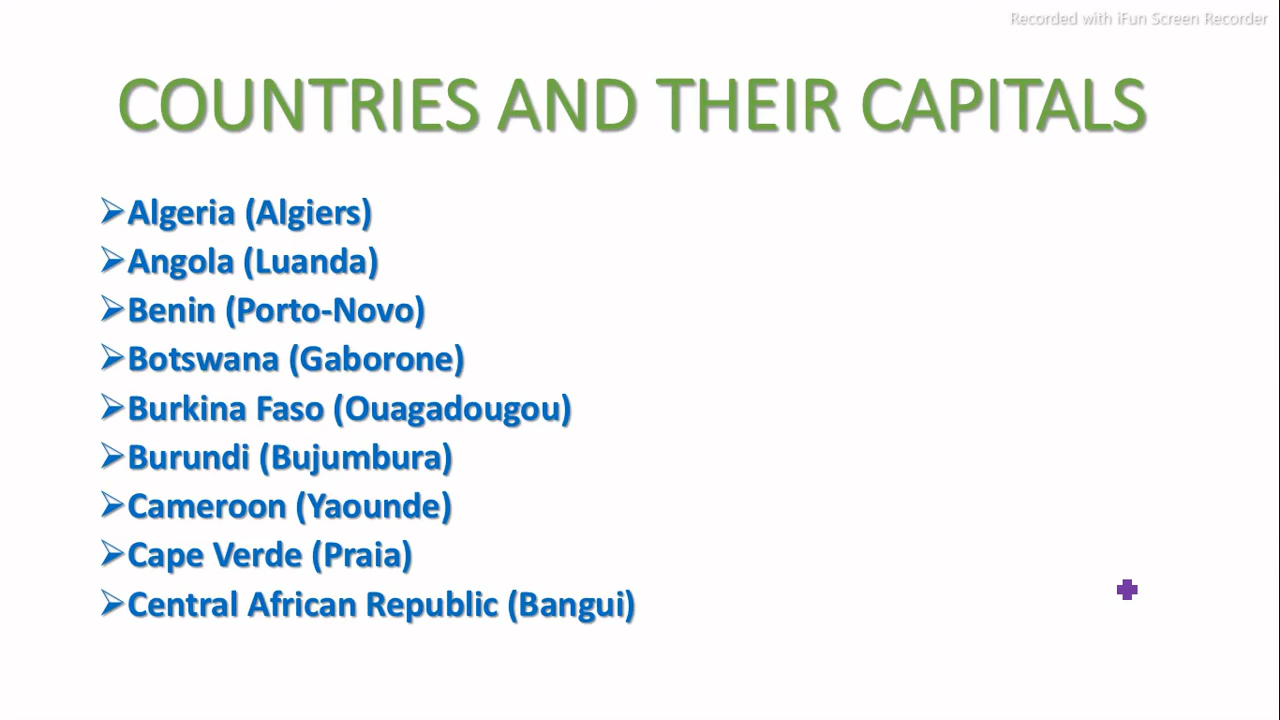 Recorded with iFun Screen Recorder
COUNTRIES AND THEIR CAPITALS
Algeria (Algiers)
Angola (Luanda)
Benin (Porto-Novo)
Botswana (Gaborone)
Burkina Faso (Ouagadougou)
Burundi (Bujumbura)
Cameroon (Yaounde)
Cape Verde (Praia)
Central African Republic (Bangui)